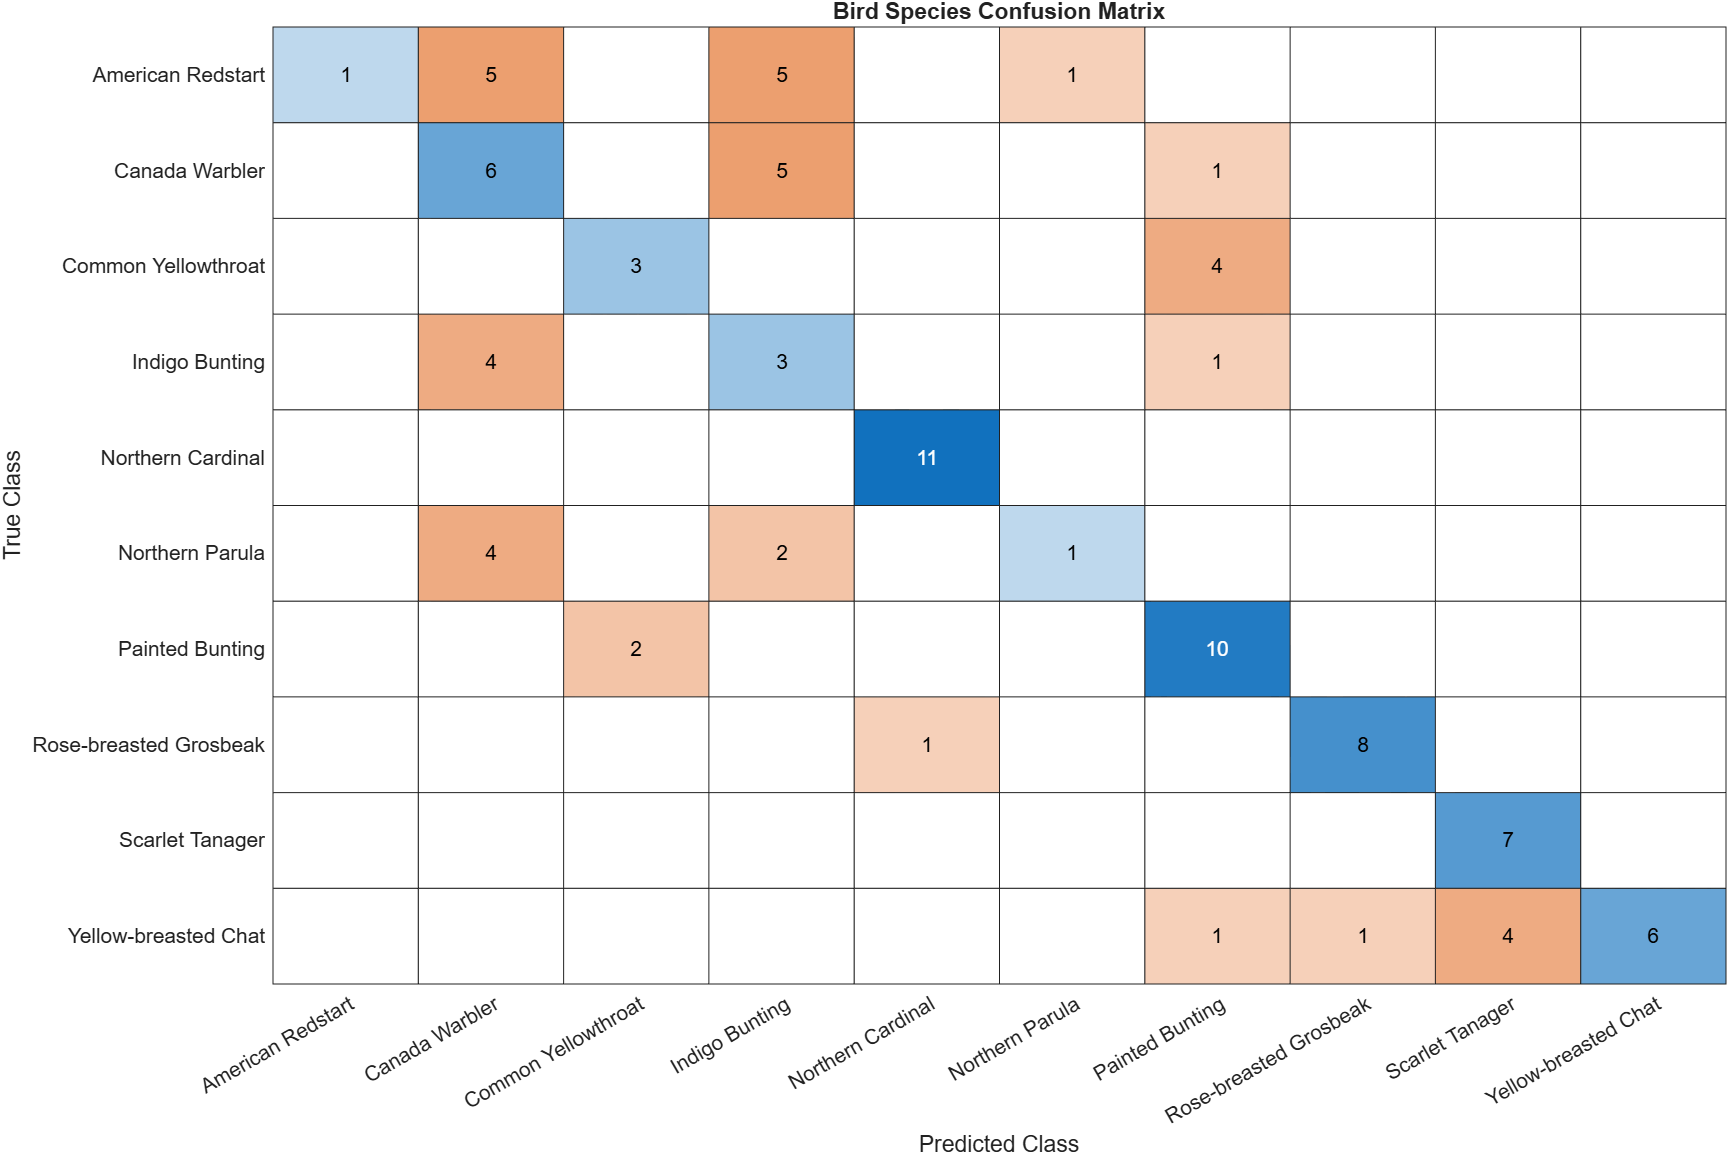 Bird Species Confusion Matrix
American Redstart 1 5 5 1
Canada Warbler 6 5 1
Common Yellowthroat 3 4
Indigo Bunting 4 3 1
Northern Cardinal 11
Northern Parula 4 2 1
Painted Bunting 2 10
Rose-breasted Grosbeak 1 8
Scarlet Tanager 7
Yellow-breasted Chat 1 1 4 6
True Class
American Redstart
Canada Warbler
Common Yellowthroat
Indigo Bunting
Northern Cardinal
Northern Parula
Painted Bunting
Rose-breasted Grosbeak
Scarlet Tanager
Yellow-breasted Chat
Predicted Class